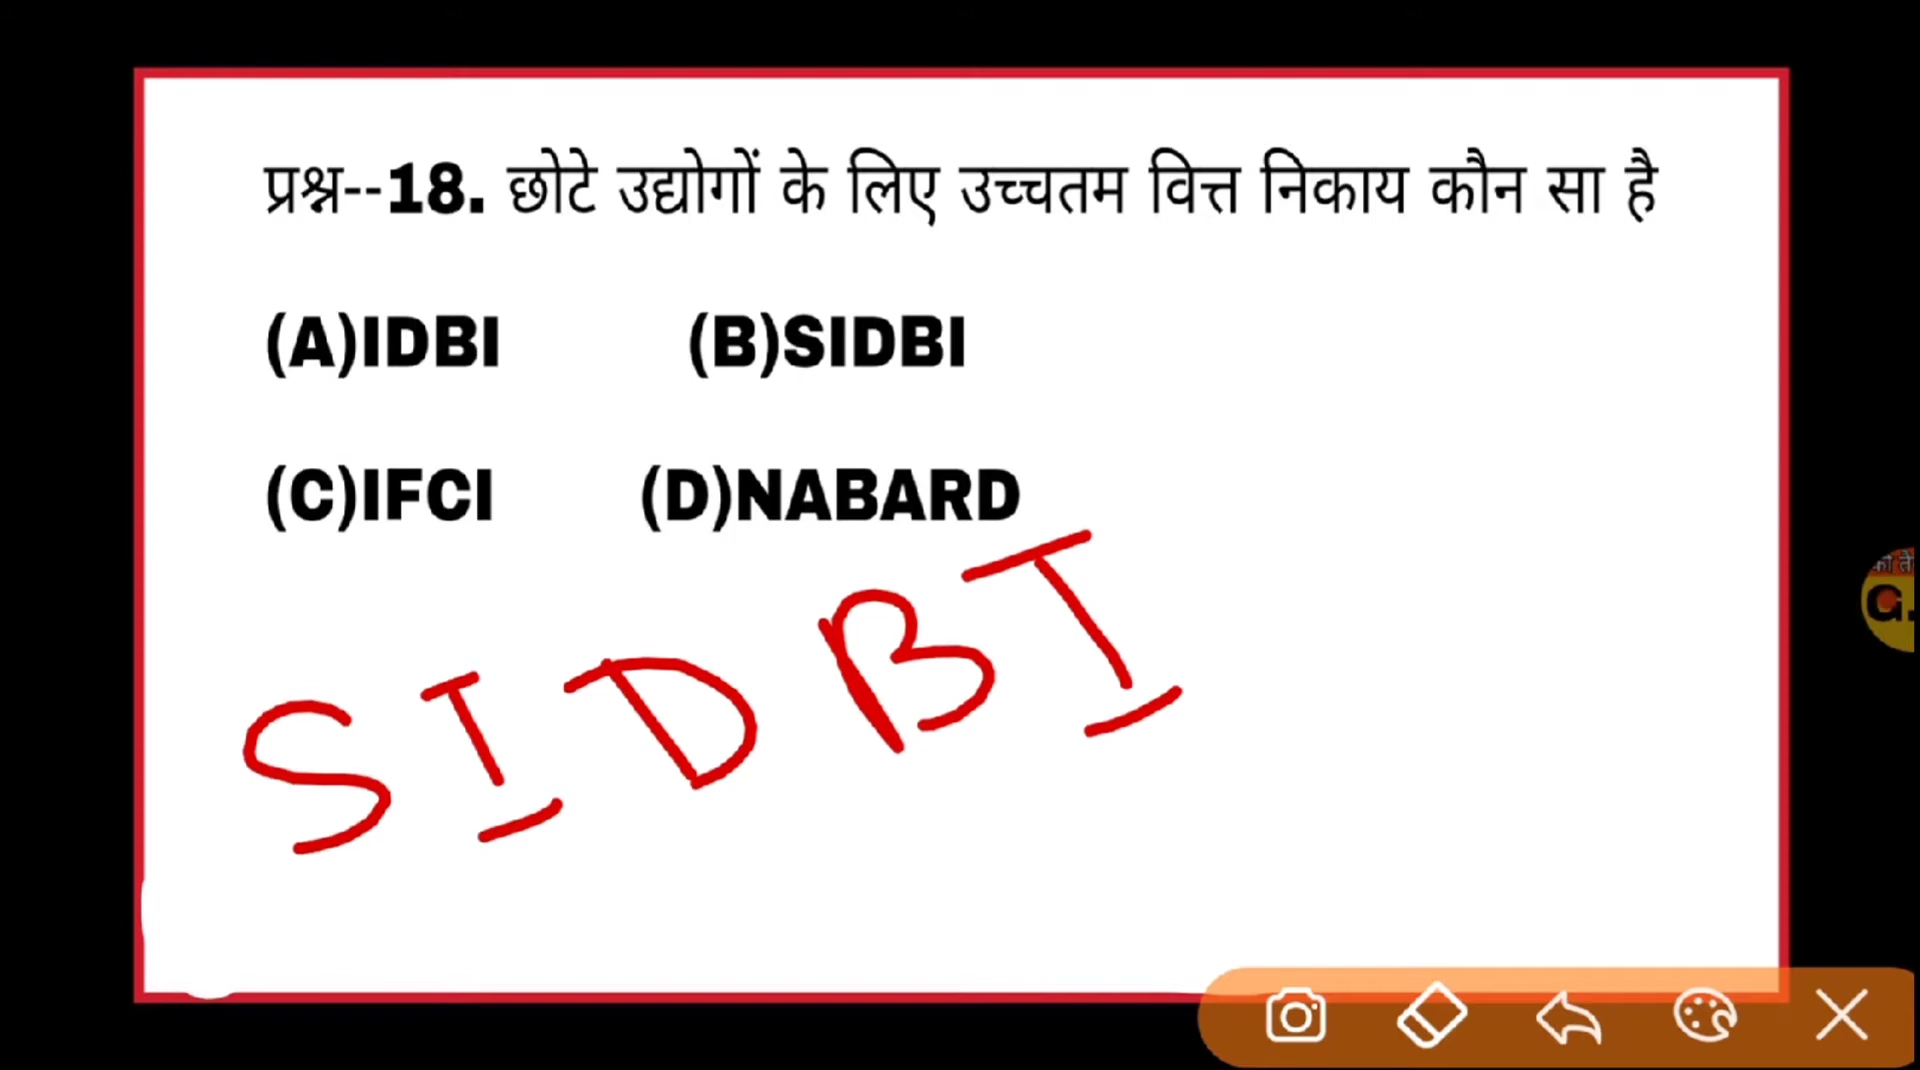 प्रश्न--18. छोटे उद्योगों के लिए उच्चतम वित्त निकाय कौन सा है
(A)IDBI (B)SIDBI
(C)IFCI (D)NABARD
SIDBI